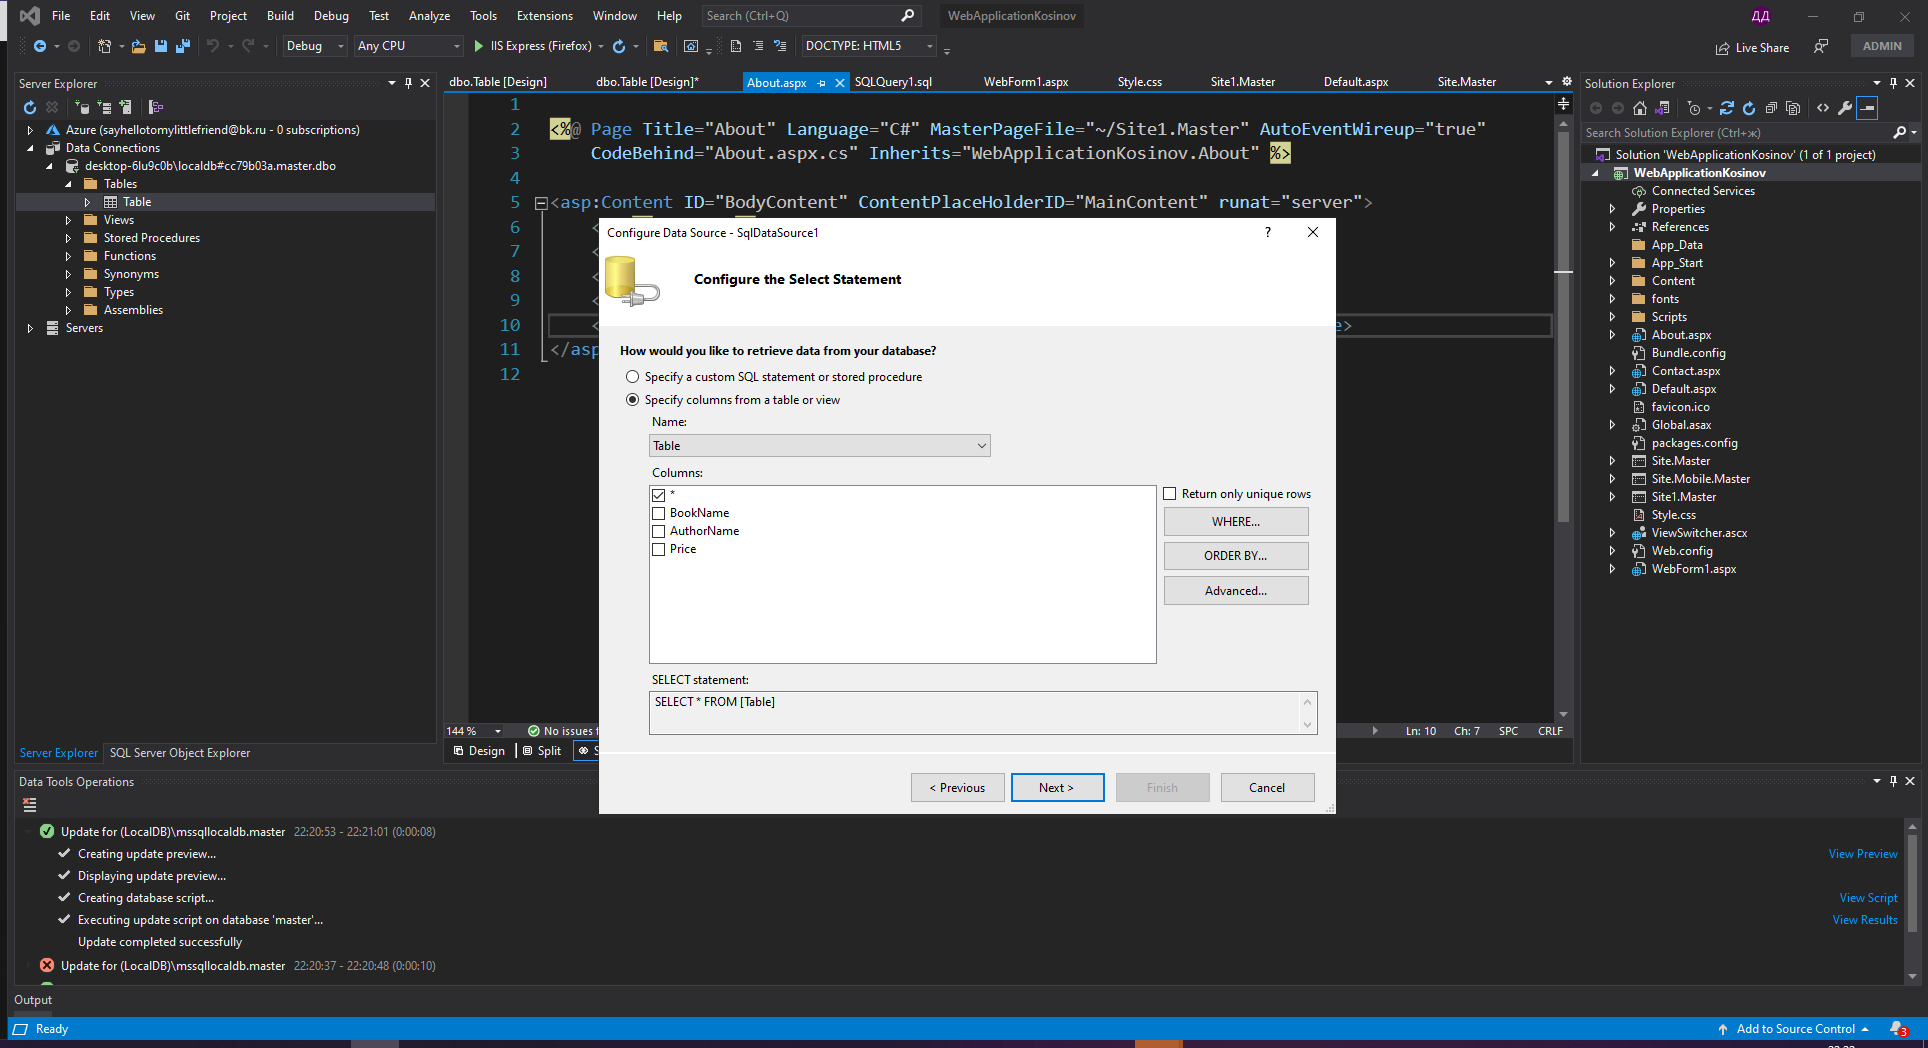 File Edit View Git Project Build Debug Test Analyze Tools Extensions Window Help Search (Ctrl+Q) WebApplicationKosinov ДД
Debug Any CPU IIS Express (Firefox) DOCTYPE: HTML5 Live Share ADMIN
Server Explorer
Azure (sayhellotomylittlefriend@bk.ru - 0 subscriptions)
Data Connections
desktop-6lu9c0b\localdb#cc79b03a.master.dbo
Tables
Table
Views
Stored Procedures
Functions
Synonyms
Types
Assemblies
Servers
Server Explorer SQL Server Object Explorer
dbo.Table [Design] dbo.Table [Design]* About.aspx SQLQuery1.sql WebForm1.aspx Style.css Site1.Master Default.aspx Site.Master
1
2 <%@ Page Title="About" Language="C#" MasterPageFile="~/Site1.Master" AutoEventWireup="true"
3 CodeBehind="About.aspx.cs" Inherits="WebApplicationKosinov.About" %>
4
5 <asp:Content ID="BodyContent" ContentPlaceHolderID="MainContent" runat="server">
6 <
7 <
8 <
9 <
10 < e>
11 </asp
12
144 % No issues Ln: 10 Ch: 7 SPC CRLF
Design Split S
Configure Data Source - SqlDataSource1 ?
Configure the Select Statement
How would you like to retrieve data from your database?
Specify a custom SQL statement or stored procedure
Specify columns from a table or view
Name:
Table
Columns:
*
BookName
AuthorName
Price
Return only unique rows
WHERE...
ORDER BY...
Advanced...
SELECT statement:
SELECT * FROM [Table]
< Previous Next > Finish Cancel
Solution Explorer
Search Solution Explorer (Ctrl+ж)
Solution 'WebApplicationKosinov' (1 of 1 project)
WebApplicationKosinov
Connected Services
Properties
References
App_Data
App_Start
Content
fonts
Scripts
About.aspx
Bundle.config
Contact.aspx
Default.aspx
favicon.ico
Global.asax
packages.config
Site.Master
Site.Mobile.Master
Site1.Master
Style.css
ViewSwitcher.ascx
Web.config
WebForm1.aspx
Data Tools Operations
Update for (LocalDB)\mssqllocaldb.master 22:20:53 - 22:21:01 (0:00:08)
Creating update preview... View Preview
Displaying update preview...
Creating database script... View Script
Executing update script on database 'master'... View Results
Update completed successfully
Update for (LocalDB)\mssqllocaldb.master 22:20:37 - 22:20:48 (0:00:10)
Output
Ready Add to Source Control 3